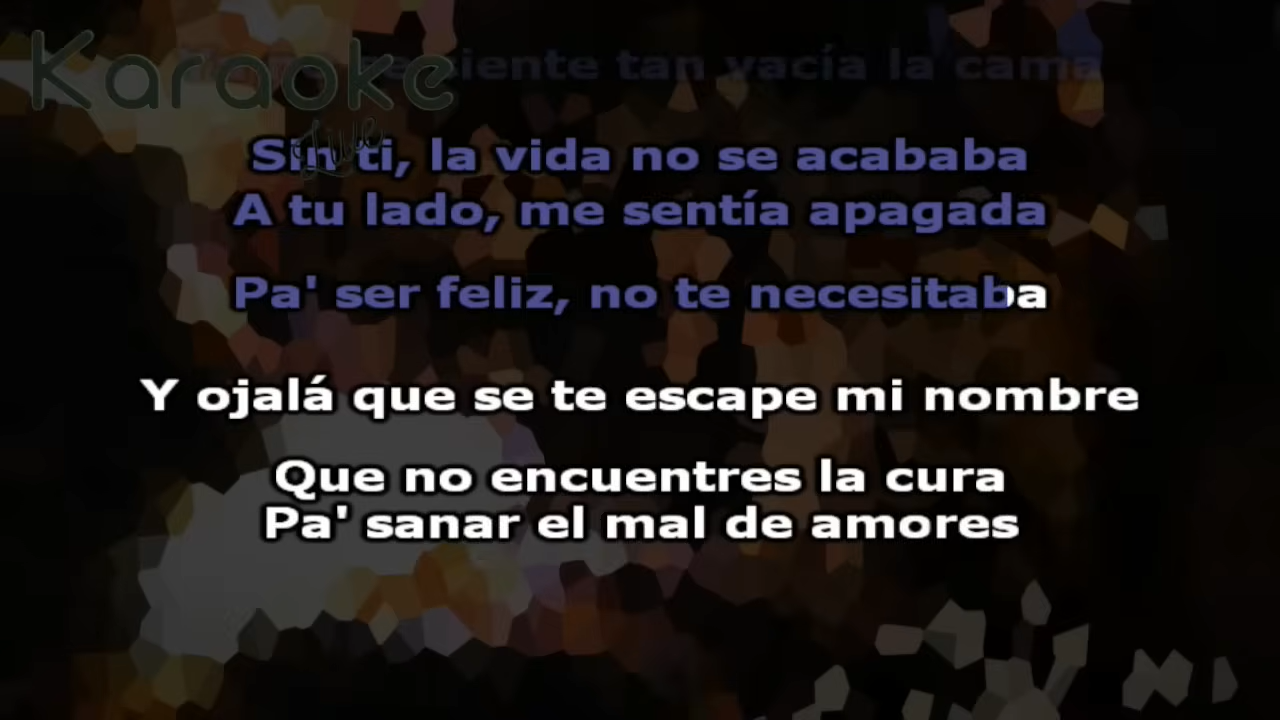 Karaoke
Live
siente tan vacía la cama
Sin ti, la vida no se acababa
A tu lado, me sentía apagada
Pa' ser feliz, no te necesitaba
Y ojalá que se te escape mi nombre
Que no encuentres la cura
Pa' sanar el mal de amores